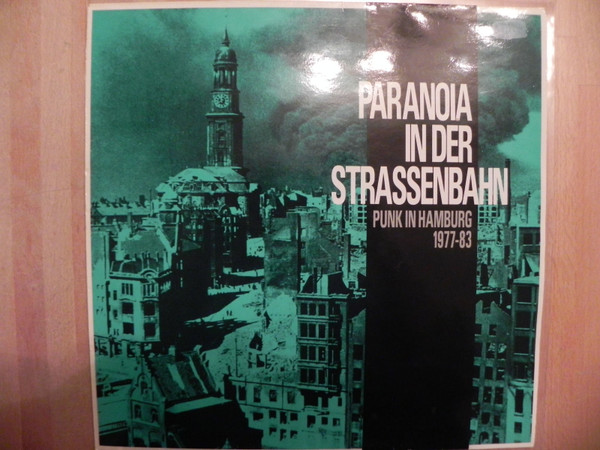 PARANOIA
IN DER
STRASSENBAHN
PUNK IN HAMBURG
1977-83